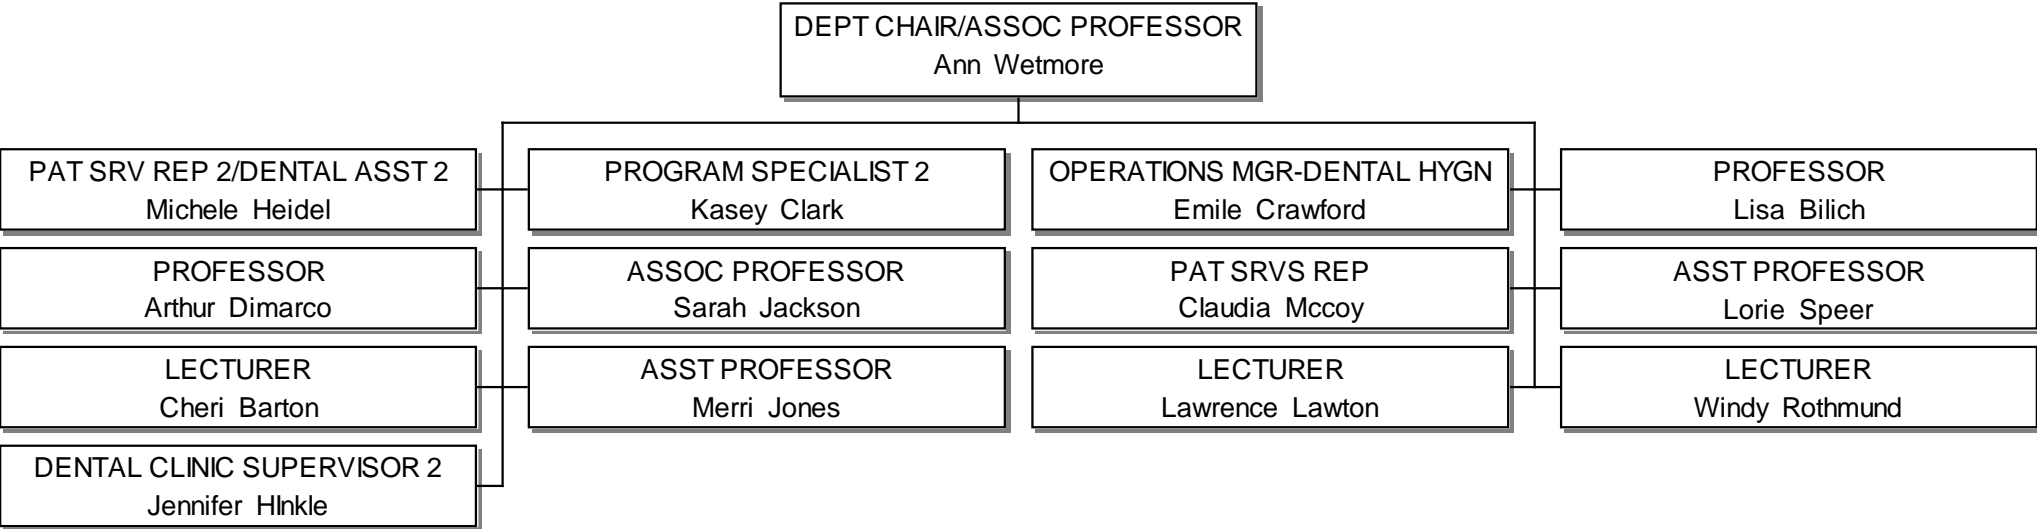 DEPT CHAIR/ASSOC PROFESSOR
Ann Wetmore
PAT SRV REP 2/DENTAL ASST 2
Michele Heidel
PROGRAM SPECIALIST 2
Kasey Clark
OPERATIONS MGR-DENTAL HYGN
Emile Crawford
PROFESSOR
Lisa Bilich
PROFESSOR
Arthur Dimarco
ASSOC PROFESSOR
Sarah Jackson
PAT SRVS REP
Claudia Mccoy
ASST PROFESSOR
Lorie Speer
LECTURER
Cheri Barton
ASST PROFESSOR
Merri Jones
LECTURER
Lawrence Lawton
LECTURER
Windy Rothmund
DENTAL CLINIC SUPERVISOR 2
Jennifer HInkle